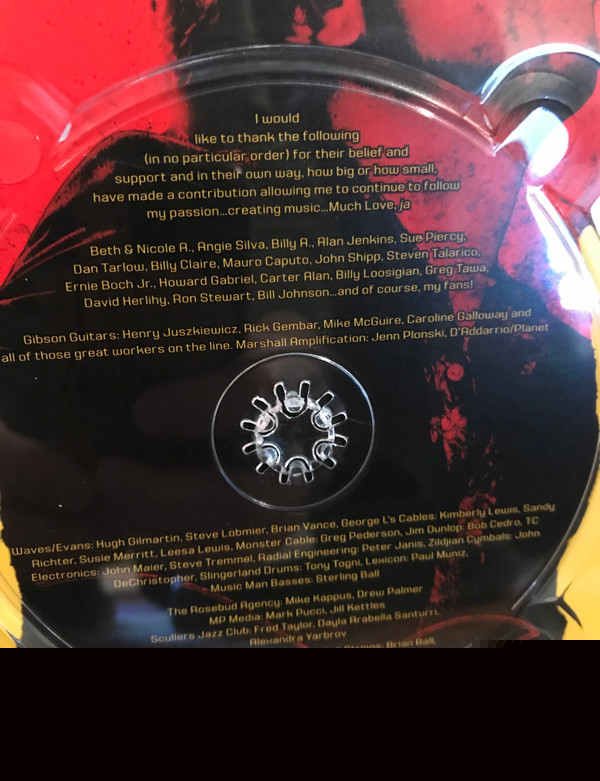 I would
like to thank the following
(in no particular order) for their belief and
support and in their own way, how big or how small,
have made a contribution allowing me to continue to follow
my passion...creating music...Much Love, ja
Beth & Nicole A., Angie Silva, Billy A., Alan Jenkins, Sue Piercy,
Dan Tarlow, Billy Claire, Mauro Caputo, John Shipp, Steven Talarico,
Ernie Boch Jr., Howard Gabriel, Carter Alan, Billy Loosigian, Greg Tawa,
David Herlihy, Ron Stewart, Bill Johnson...and of course, my fans!
Gibson Guitars: Henry Juszkiewicz, Rick Gembar, Mike McGuire, Caroline Galloway and
all of those great workers on the line. Marshall Amplification: Jenn Plonski, D'Addarrio/Planet
Waves/Evans: Hugh Gilmartin, Steve Lobmier, Brian Vance, George L's Cables: Kimberly Lewis, Sandy
Richter, Susie Merritt, Leesa Lewis, Monster Cable: Greg Pederson, Jim Dunlop: Bob Cedro, TC
Electronics: John Maier, Steve Tremmel, Radial Engineering: Peter Janis, Zildjian Cymbals: John
DeChristopher, Slingerland Drums: Tony Togni, Lexicon: Paul Muniz,
Music Man Basses: Sterling Ball
The Rosebud Agency: Mike Kappus, Drew Palmer
MP Media: Mark Pucci, Jill Kettles
Scullers Jazz Club: Fred Taylor, Dayla Arabella Santurri,
Alexandra Yarbrov
Strings: Brian Ball,